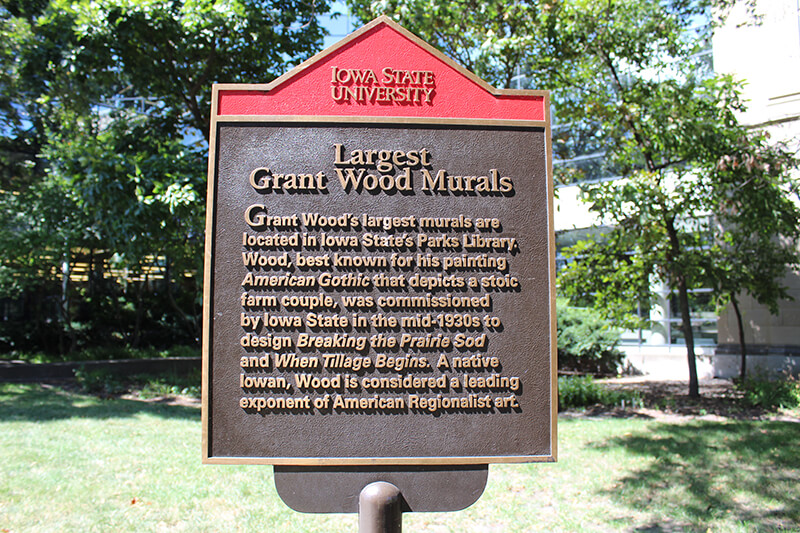 IOWA STATE
UNIVERSITY
Largest
Grant Wood Murals
Grant Wood's largest murals are
located in Iowa State's Parks Library.
Wood, best known for his painting
American Gothic that depicts a stoic
farm couple, was commissioned
by Iowa State in the mid-1930s to
design Breaking the Prairie Sod
and When Tillage Begins. A native
Iowan, Wood is considered a leading
exponent of American Regionalist art.